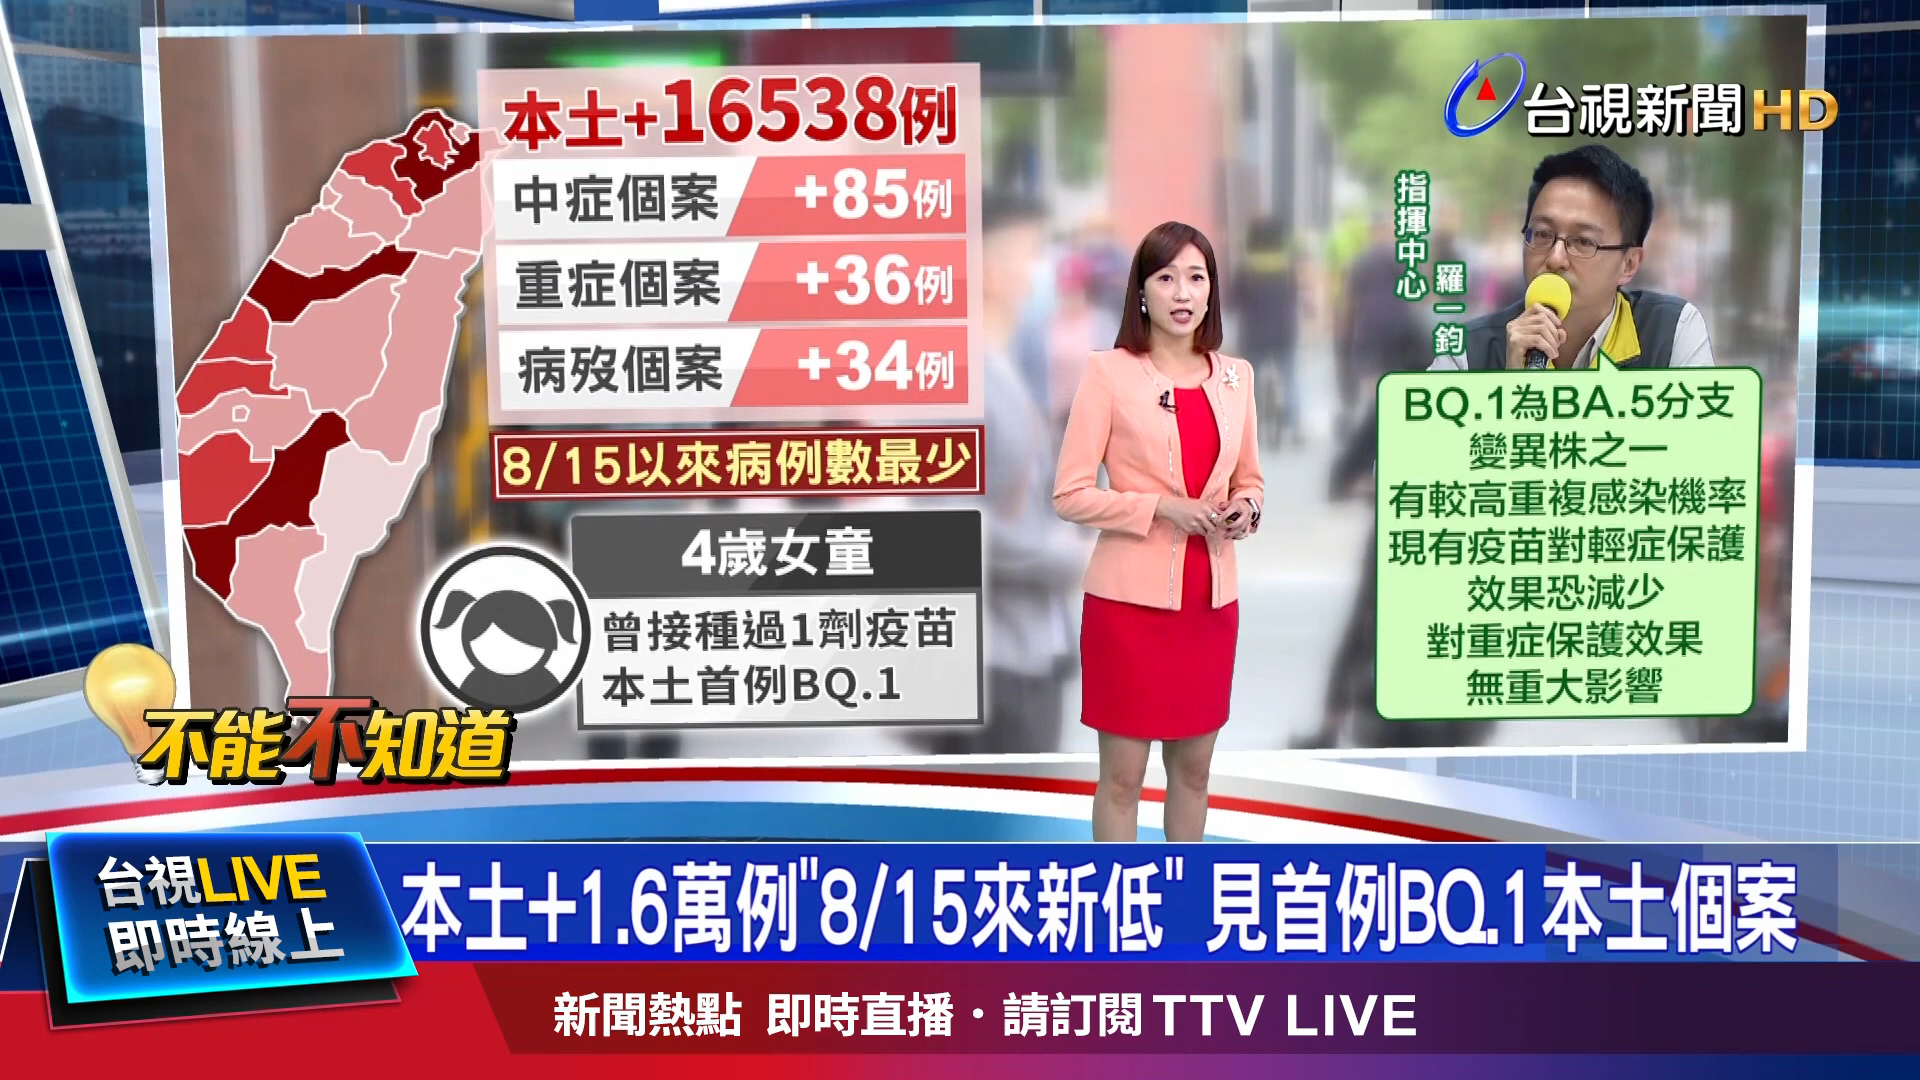 本土+16538例
中症個案 +85例
重症個案 +36例
病歿個案 +34例
8/15以來病例數最少
4歲女童
曾接種過1劑疫苗
本土首例BQ.1
不能不知道
台視新聞HD
指揮中心
羅一鈞
BQ.1為BA.5分支
變異株之一
有較高重複感染機率
現有疫苗對輕症保護
效果恐減少
對重症保護效果
無重大影響
台視LIVE
即時線上
本土+1.6萬例"8/15來新低" 見首例BQ.1本土個案
新聞熱點 即時直播·請訂閱TTV LIVE